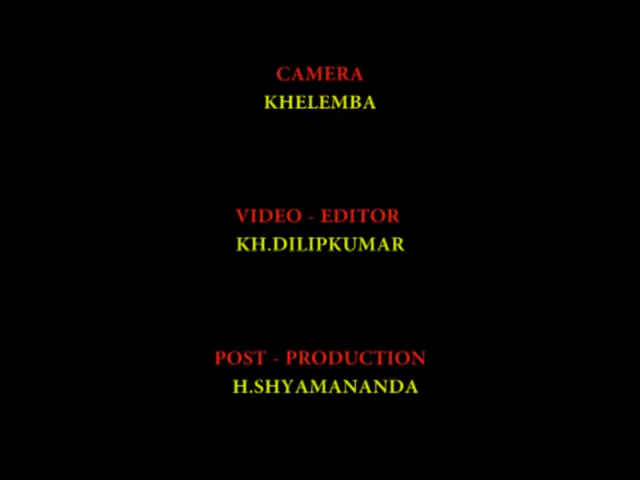 CAMERA
KHELEMBA
VIDEO - EDITOR
KH.DILIPKUMAR
POST - PRODUCTION
H.SHYAMANANDA